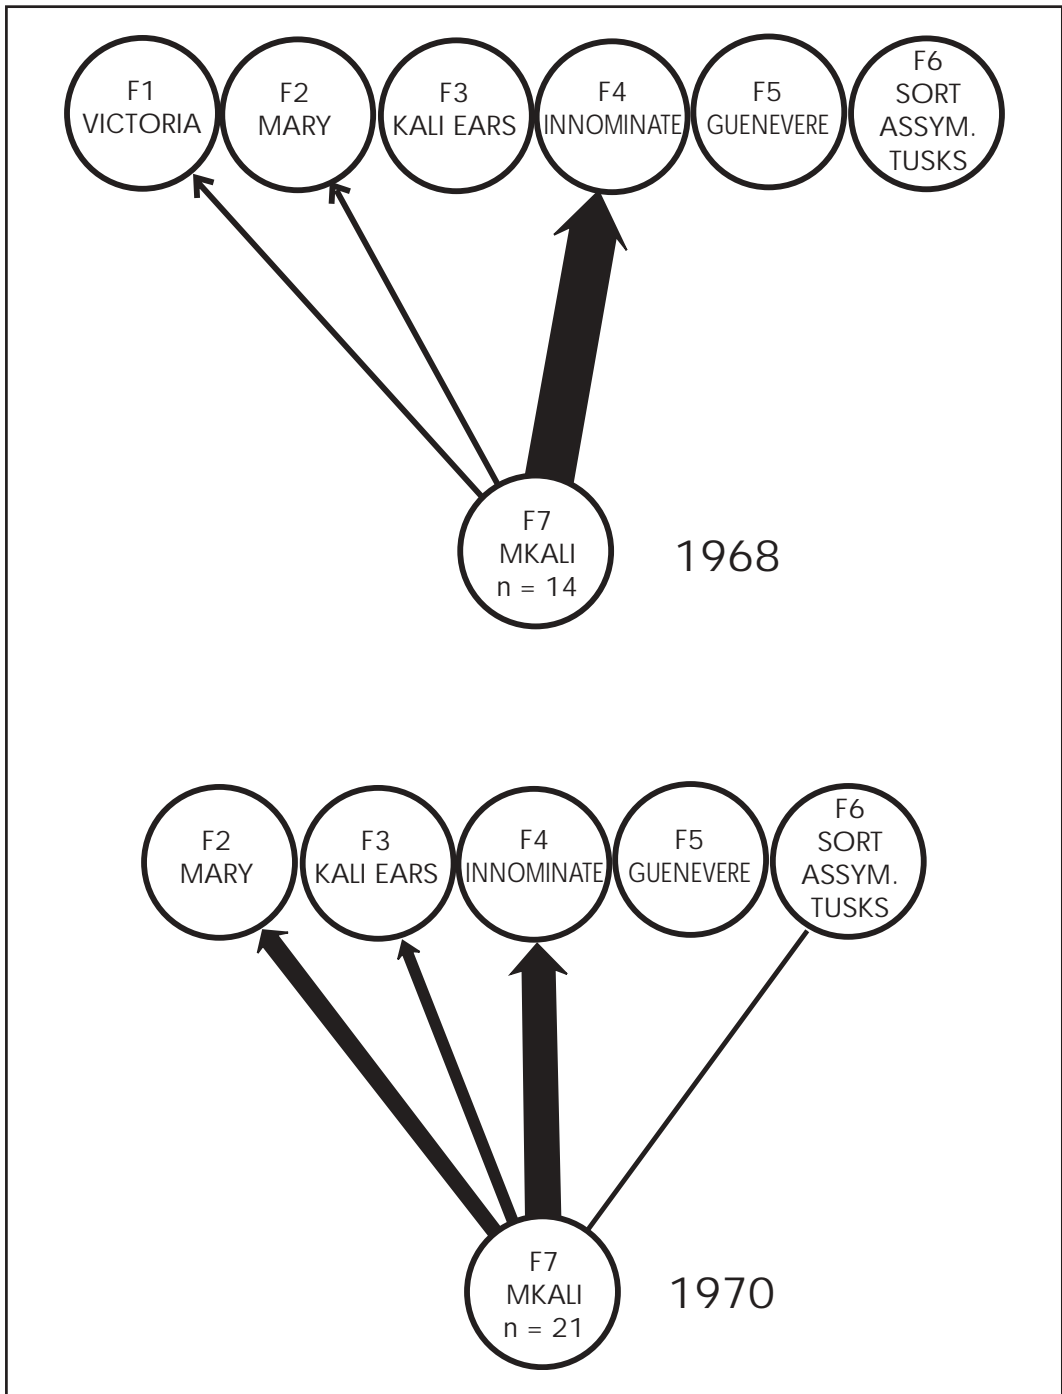 F1
VICTORIA
F2
MARY
F3
KALI EARS
F4
INNOMINATE
F5
GUENEVERE
F6
SORT
ASSYM.
TUSKS
F7
MKALI
n = 14
1968
F2
MARY
F3
KALI EARS
F4
INNOMINATE
F5
GUENEVERE
F6
SORT
ASSYM.
TUSKS
F7
MKALI
n = 21
1970